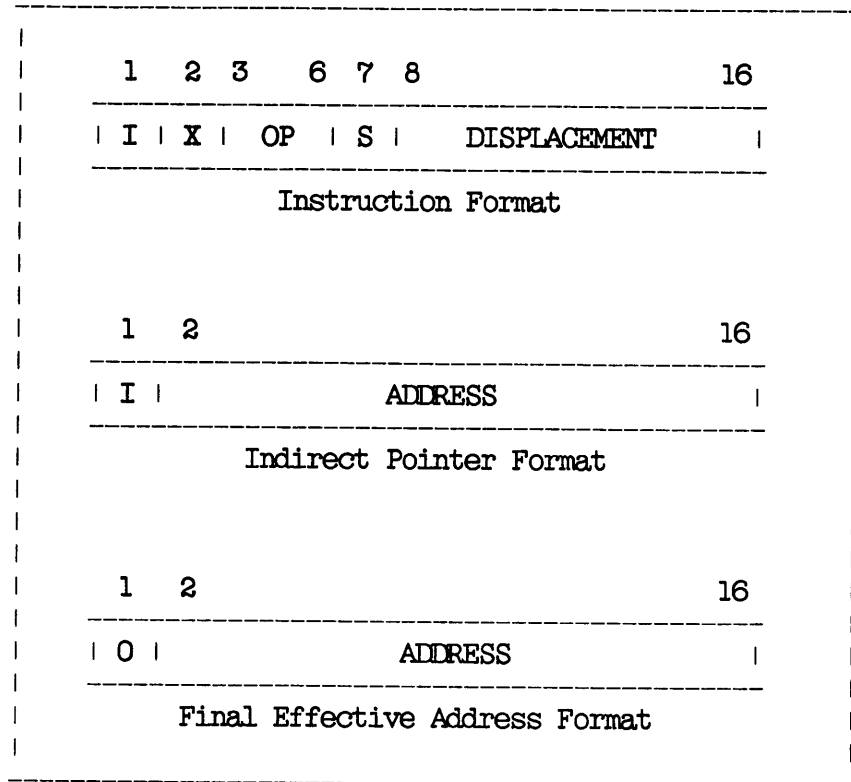 1 2 3 6 7 8 16
| I | X | OP | S | DISPLACEMENT |
Instruction Format
1 2 16
| I | ADDRESS |
Indirect Pointer Format
1 2 16
| 0 | ADDRESS |
Final Effective Address Format